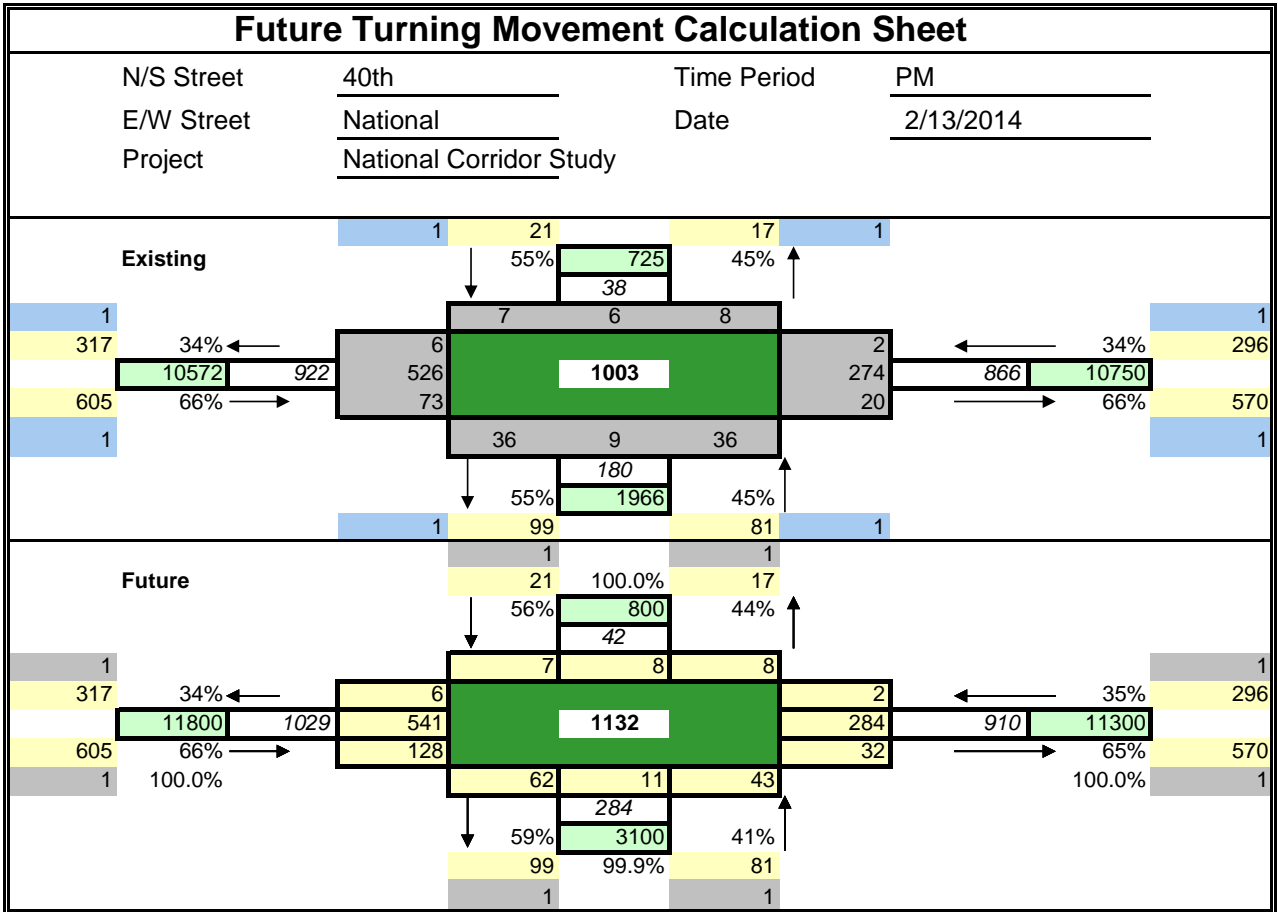 Future Turning Movement Calculation Sheet
N/S Street 40th Time Period PM
E/W Street National Date 2/13/2014
Project National Corridor Study
1 21 17 1
Existing 55% 725 45%
38
1 7 6 8 1
317 34% 6 2 34% 296
10572 922 526 1003 274 866 10750
605 66% 73 20 66% 570
1 36 9 36 1
180
55% 1966 45%
1 99 81 1
1 1
Future 21 100.0% 17
56% 800 44%
42
1 7 8 8 1
317 34% 6 2 35% 296
11800 1029 541 1132 284 910 11300
605 66% 128 32 65% 570
1 100.0% 62 11 43 100.0% 1
284
59% 3100 41%
99 99.9% 81
1 1